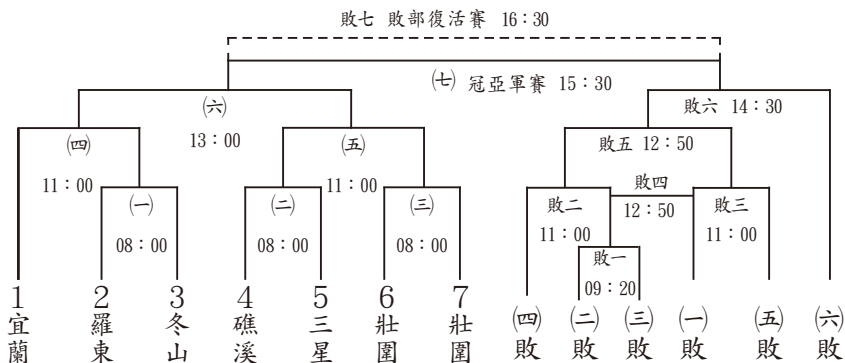 敗七 敗部復活賽 16:30
㈦ 冠亞軍賽 15:30
㈥
13:00
敗六 14:30
㈣
11:00
㈤
11:00
敗五 12:50
敗四
12:50
㈠
08:00
㈡
08:00
㈢
08:00
敗二
11:00
敗三
11:00
敗一
09:20
1 宜蘭
2 羅東
3 冬山
4 礁溪
5 三星
6 壯圍
7 壯圍
㈣敗
㈡敗
㈢敗
㈠敗
㈤敗
㈥敗